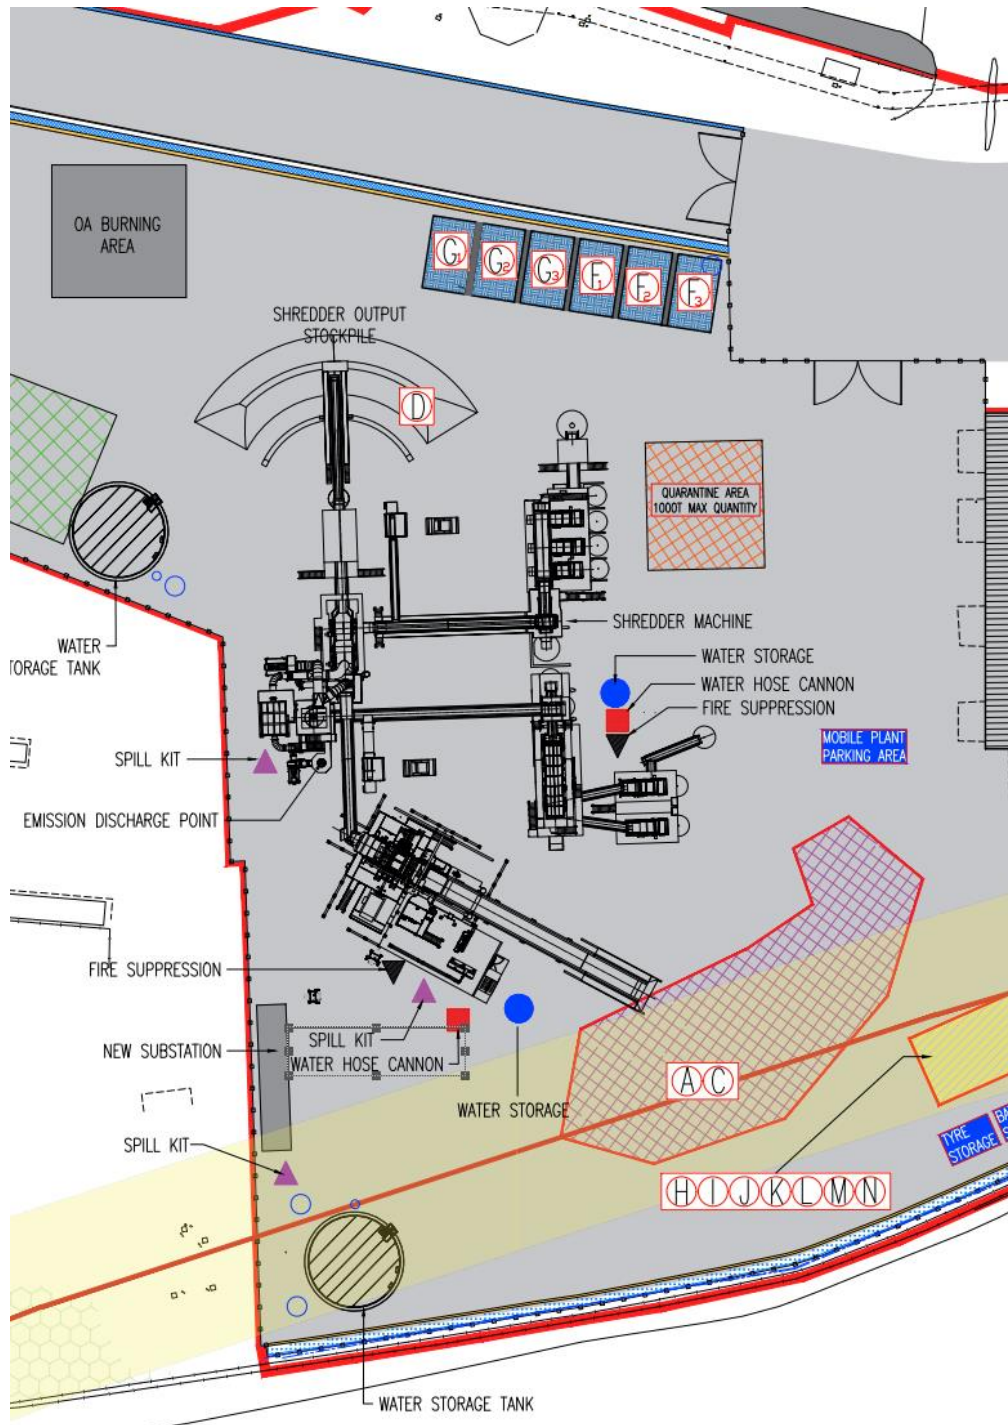 OA BURNING
AREA
G1
G2
G3
F1
F2
F3
SHREDDER OUTPUT
STOCKPILE
D
QUARANTINE AREA
1000T MAX QUANTITY
SHREDDER MACHINE
WATER
TORAGE TANK
WATER STORAGE
WATER HOSE CANNON
FIRE SUPPRESSION
MOBILE PLANT
PARKING AREA
SPILL KIT
EMISSION DISCHARGE POINT
FIRE SUPPRESSION
NEW SUBSTATION
SPILL KIT
WATER HOSE CANNON
WATER STORAGE
A C
SPILL KIT
TYRE
STORAGE
BA
S
H I J K L M N
WATER STORAGE TANK